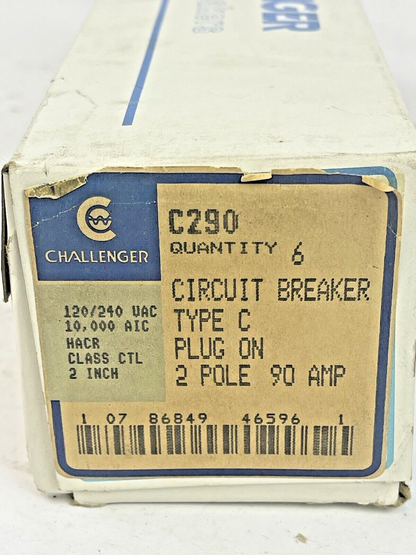 C290
QUANTITY 6
CHALLENGER
CIRCUIT BREAKER
TYPE C
PLUG ON
2 POLE 90 AMP
120/240 VAC
10,000 AIC
HACR
CLASS CTL
2 INCH
1 07 86849 46596 1